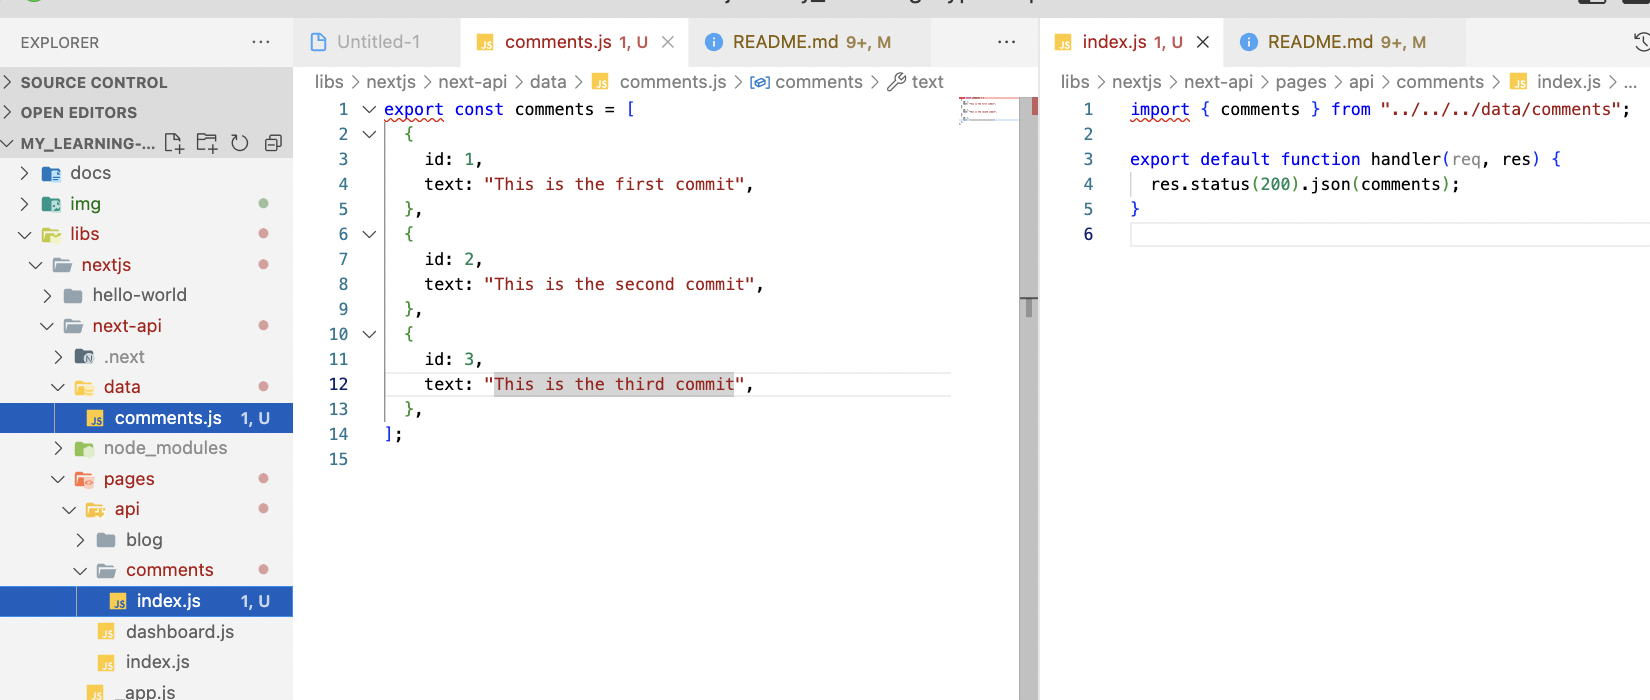 EXPLORER
SOURCE CONTROL
OPEN EDITORS
MY_LEARNING-...
docs
img
libs
nextjs
hello-world
next-api
.next
data
comments.js 1, U
node_modules
pages
api
blog
comments
index.js 1, U
dashboard.js
index.js
_app.js
Untitled-1
comments.js 1, U
README.md 9+, M
libs > nextjs > next-api > data > JS comments.js > comments > text
1 export const comments = [
2 {
3 id: 1,
4 text: "This is the first commit",
5 },
6 {
7 id: 2,
8 text: "This is the second commit",
9 },
10 {
11 id: 3,
12 text: "This is the third commit",
13 },
14 ];
15
index.js 1, U
README.md 9+, M
libs > nextjs > next-api > pages > api > comments > JS index.js > ...
1 import { comments } from "../../../data/comments";
2
3 export default function handler(req, res) {
4 res.status(200).json(comments);
5 }
6